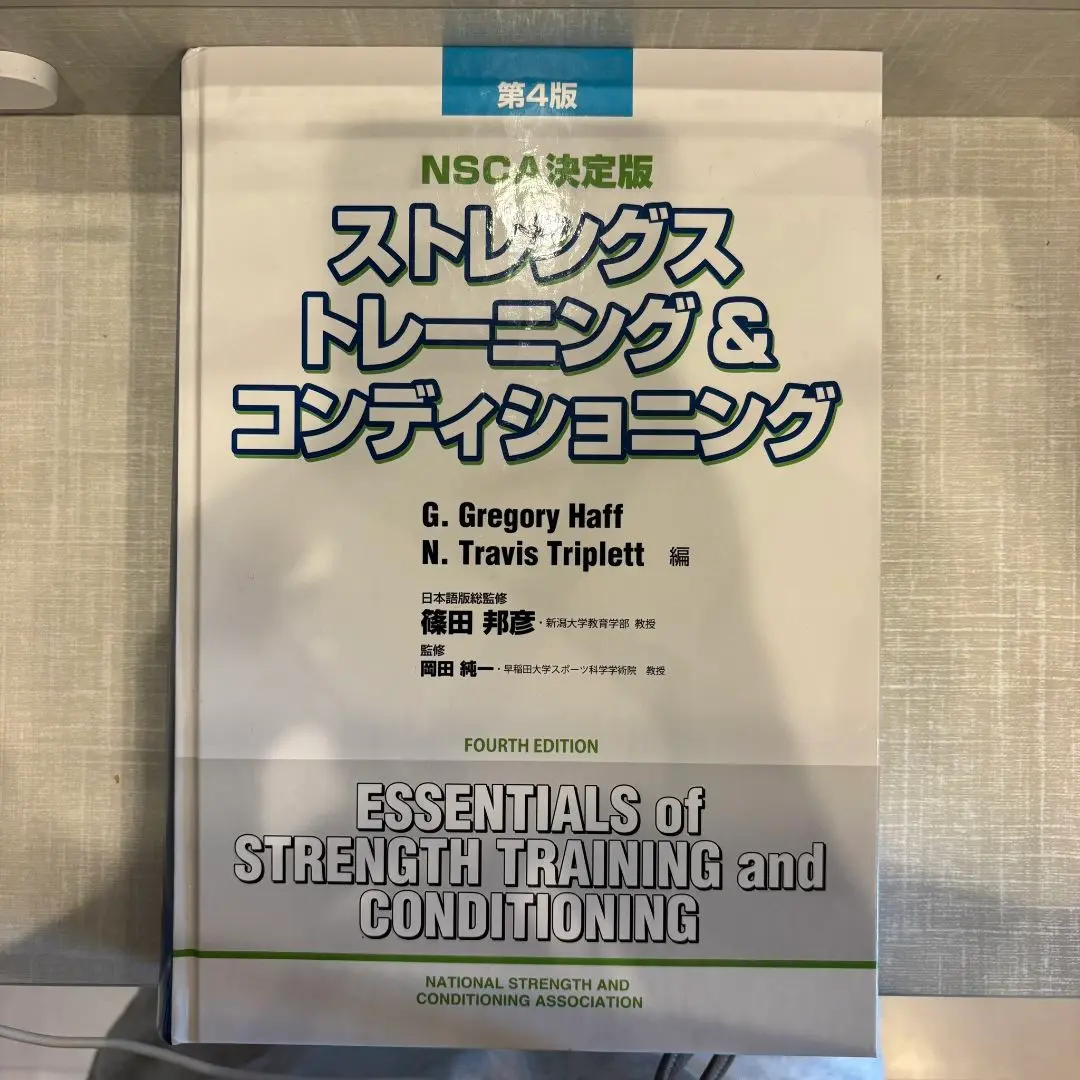 第4版
NSCA決定版
ストレングス
トレーニング&
コンディショニング
G. Gregory Haff
N. Travis Triplett 編
日本語版総監修
篠田 邦彦・新潟大学教育学部 教授
監修
岡田 純一・早稲田大学スポーツ科学学術院 教授
FOURTH EDITION
ESSENTIALS of
STRENGTH TRAINING and
CONDITIONING
NATIONAL STRENGTH AND
CONDITIONING ASSOCIATION